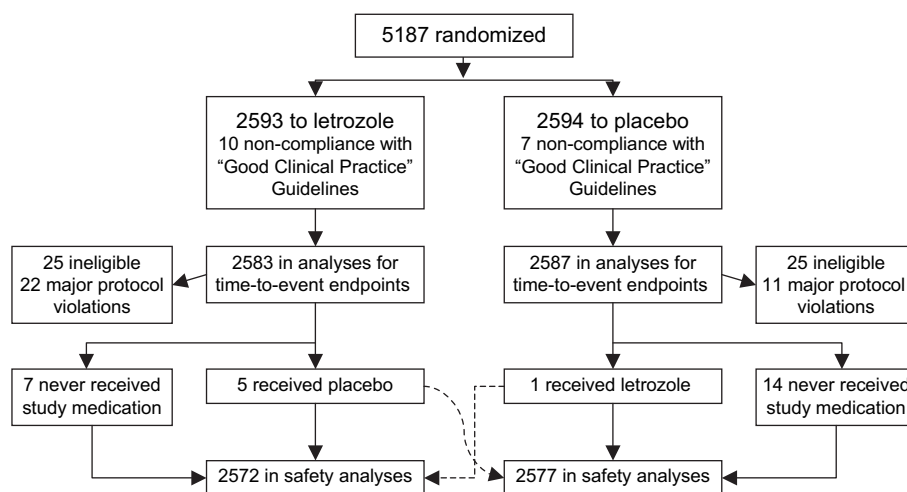 5187 randomized
2593 to letrozole
10 non-compliance with
“Good Clinical Practice”
Guidelines
2594 to placebo
7 non-compliance with
“Good Clinical Practice”
Guidelines
25 ineligible
22 major protocol
violations
2583 in analyses for
time-to-event endpoints
2587 in analyses for
time-to-event endpoints
25 ineligible
11 major protocol
violations
7 never received
study medication
5 received placebo
1 received letrozole
14 never received
study medication
2572 in safety analyses
2577 in safety analyses